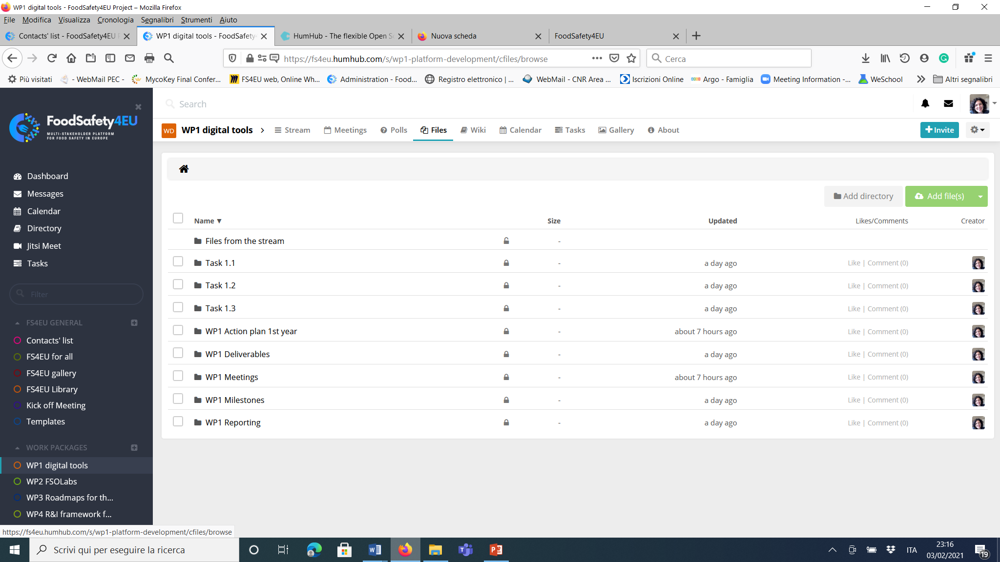 WP1 digital tools - FoodSafety4EU Project – Mozilla Firefox
File Modifica Visualizza Cronologia Segnalibri Strumenti Aiuto
Contacts' list - FoodSafety4EU P
WP1 digital tools - FoodSafety
HumHub - The flexible Open So
Nuova scheda
FoodSafety4EU
https://fs4eu.humhub.com/s/wp1-platform-development/cfiles/browse
Cerca
Più visitati
- WebMail PEC -
MycoKey Final Confer...
FS4EU web, Online Wh...
Administration - Food...
Registro elettronico | ...
WebMail - CNR Area ...
Iscrizioni Online
Argo - Famiglia
Meeting Information -...
WeSchool
Altri segnalibri
FoodSafety4EU
MULTI-STAKEHOLDER PLATFORM
FOR FOOD SAFETY IN EUROPE
Dashboard
Messages
Calendar
Directory
Jitsi Meet
Tasks
Filter
FS4EU GENERAL
Contacts' list
FS4EU for all
FS4EU gallery
FS4EU Library
Kick off Meeting
Templates
WORK PACKAGES
WP1 digital tools
WP2 FSOLabs
WP3 Roadmaps for th...
WP4 R&I framework f...
Search
WD WP1 digital tools Stream Meetings Polls Files Wiki Calendar Tasks Gallery About Invite
Add directory Add file(s)
Name Size Updated Likes/Comments Creator
Files from the stream -
Task 1.1 - a day ago Like | Comment (0)
Task 1.2 - a day ago Like | Comment (0)
Task 1.3 - a day ago Like | Comment (0)
WP1 Action plan 1st year - about 7 hours ago Like | Comment (0)
WP1 Deliverables - a day ago Like | Comment (0)
WP1 Meetings - about 7 hours ago Like | Comment (0)
WP1 Milestones - a day ago Like | Comment (0)
WP1 Reporting - a day ago Like | Comment (0)
https://fs4eu.humhub.com/s/wp1-platform-development/cfiles/browse
Scrivi qui per eseguire la ricerca
ITA
23:16
03/02/2021
19